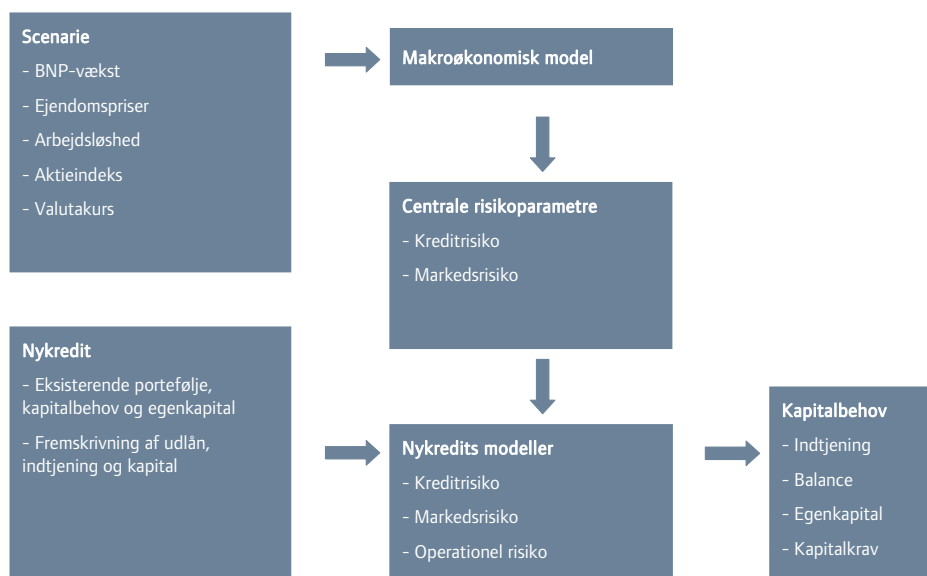 Scenarie
- BNP-vækst
- Ejendomspriser
- Arbejdsløshed
- Aktieindeks
- Valutakurs
Makroøkonomisk model
Centrale risikoparametre
- Kreditrisiko
- Markedsrisiko
Nykredit
- Eksisterende portefølje,
kapitalbehov og egenkapital
- Fremskrivning af udlån,
indtjening og kapital
Nykredits modeller
- Kreditrisiko
- Markedsrisiko
- Operationel risiko
Kapitalbehov
- Indtjening
- Balance
- Egenkapital
- Kapitalkrav